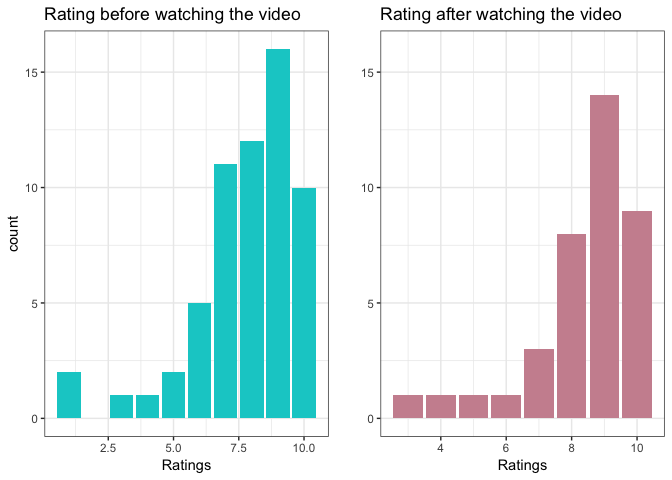 Rating before watching the video
15
10
5
0
count
2.5 5.0 7.5 10.0
Ratings
Rating after watching the video
15
10
5
0
4 6 8 10
Ratings